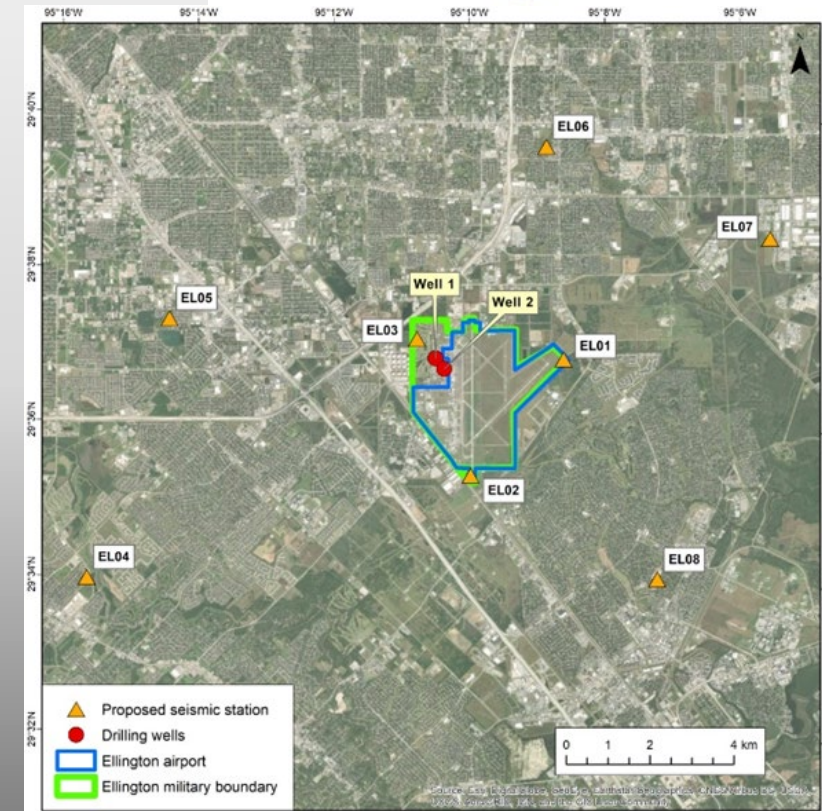 95°16'W 95°14'W 95°12'W 95°10'W 95°8'W 95°6'W
29°40'N
EL06
EL07
29°38'N
Well 1
EL05
Well 2
EL03
EL01
29°36'N
EL02
EL04
EL08
29°34'N
Proposed seismic station
Drilling wells
Ellington airport
Ellington military boundary
29°32'N
0 1 2 4 km